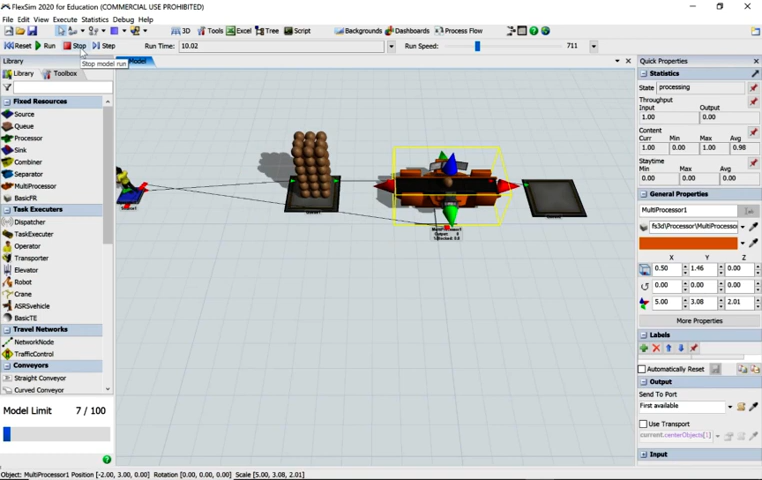 FlexSim 2020 for Education (COMMERCIAL USE PROHIBITED)
File Edit View Execute Statistics Debug Help
3D Tools Excel Tree Script Backgrounds Dashboards Process Flow
Reset Run Stop Step Run Time: 10.02 Run Speed: 711
Stop model run
Library
Library Toolbox
Model
Fixed Resources
Source
Queue
Processor
Sink
Combiner
Separator
MultiProcessor
BasicFR
Task Executers
Dispatcher
TaskExecuter
Operator
Transporter
Elevator
Robot
Crane
ASRSvehicle
BasicTE
Travel Networks
NetworkNode
TrafficControl
Conveyors
Straight Conveyor
Curved Conveyor
Model Limit 7 / 100
Quick Properties
Statistics
State processing
Throughput
Input Output
1.00 0.00
Content
Curr Min Max Avg
1.00 0.00 1.00 0.98
Staytime
Min Max Avg
0.00 0.00 0.00
General Properties
MultiProcessor1
fs3d\Processor\MultiProcessor
X Y Z
0.50 1.46 0.00
0.00 0.00 0.00
5.00 3.08 2.01
More Properties
Labels
Automatically Reset
Output
Send To Port
First available
Use Transport
current.centerObjects[1]
Input
Object: MultiProcessor1 Position [-2.00, 3.00, 0.00] Rotation [0.00, 0.00, 0.00] Scale [5.00, 3.08, 2.01]